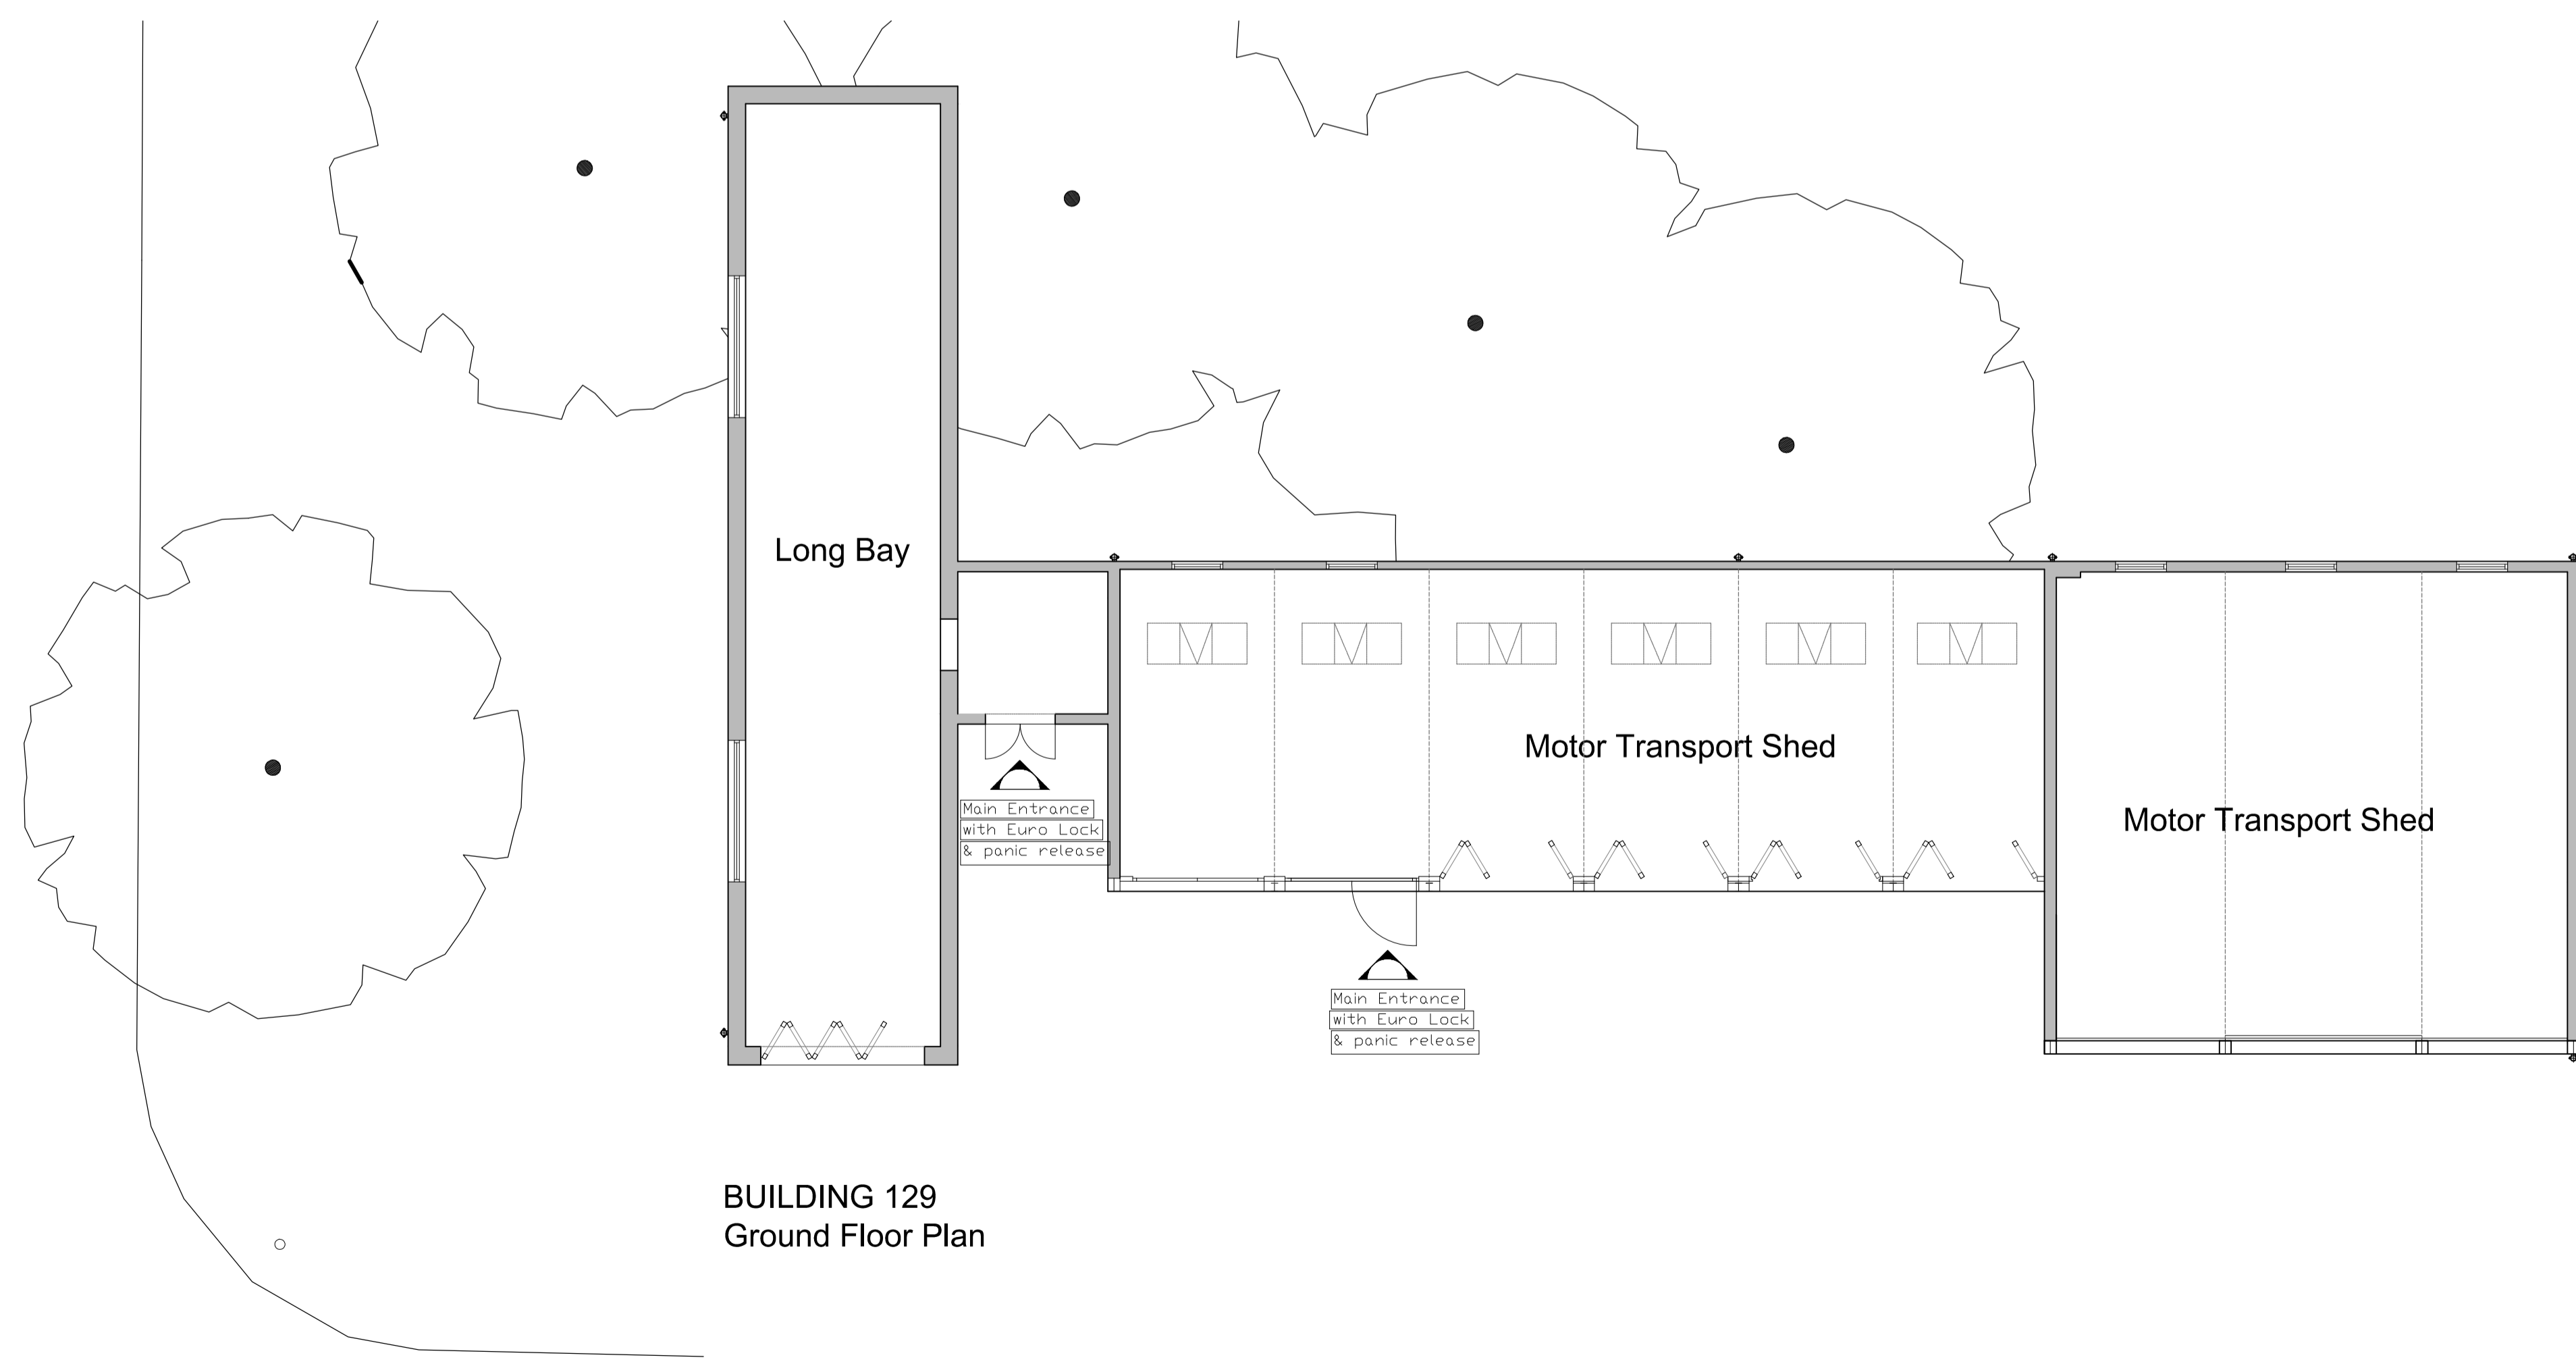 Long Bay
Motor Transport Shed
Motor Transport Shed
Main Entrance
with Euro Lock
& panic release
Main Entrance
with Euro Lock
& panic release
BUILDING 129
Ground Floor Plan